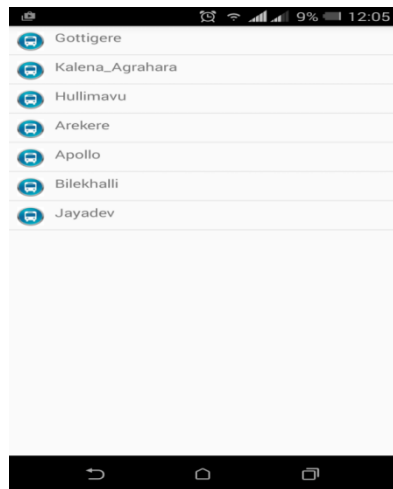 9% 12:05
Gottigere
Kalena_Agrahara
Hullimavu
Arekere
Apollo
Bilekhalli
Jayadev